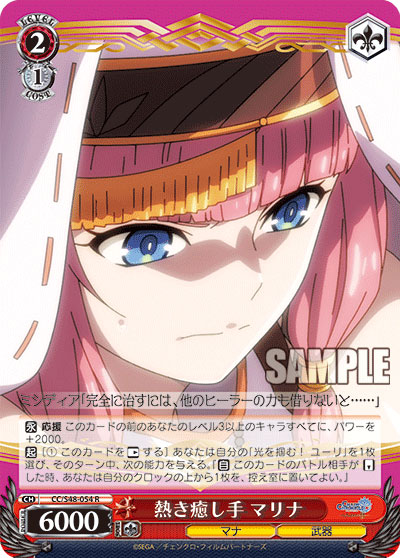 LEVEL
2
1
COST
SAMPLE
ミシディア「完全に治すには、他のヒーラーの力も借りないと……」
永 応援 このカードの前のあなたのレベル3以上のキャラすべてに、パワーを
+2000。
起 [このカードを する] あなたは自分の「光を掴む！ ユーリ」を1枚
選び、そのターン中、次の能力を与える。『自 このカードのバトル相手が
した時、あなたは自分のクロックの上から1枚を、控え室に置いてよい。』
CH
CC/S48-054 R
POWER
6000
熱き癒し手 マリナ
マナ
武器
©SEGA ／チェンクロ・フィルムパートナーズ